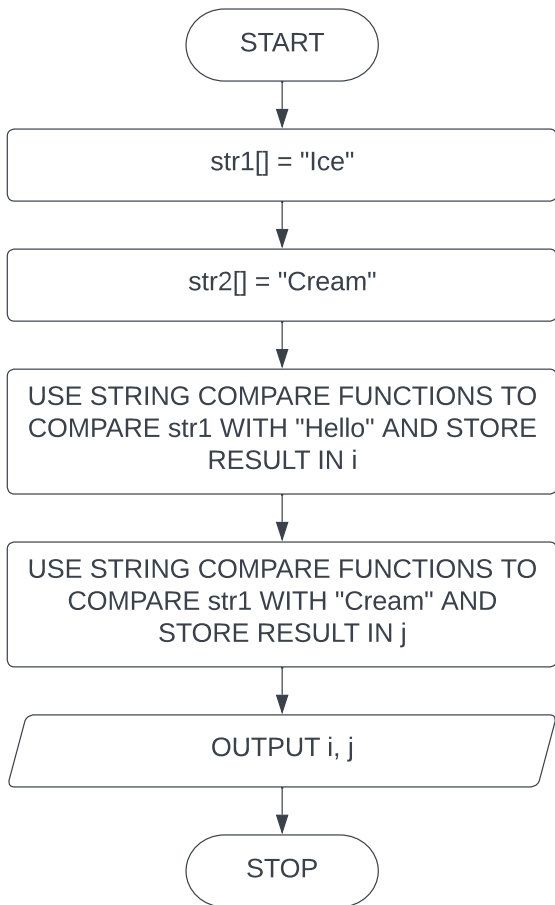 START
str1[] = "Ice"
str2[] = "Cream"
USE STRING COMPARE FUNCTIONS TO
COMPARE str1 WITH "Hello" AND STORE
RESULT IN i
USE STRING COMPARE FUNCTIONS TO
COMPARE str1 WITH "Cream" AND
STORE RESULT IN j
OUTPUT i, j
STOP